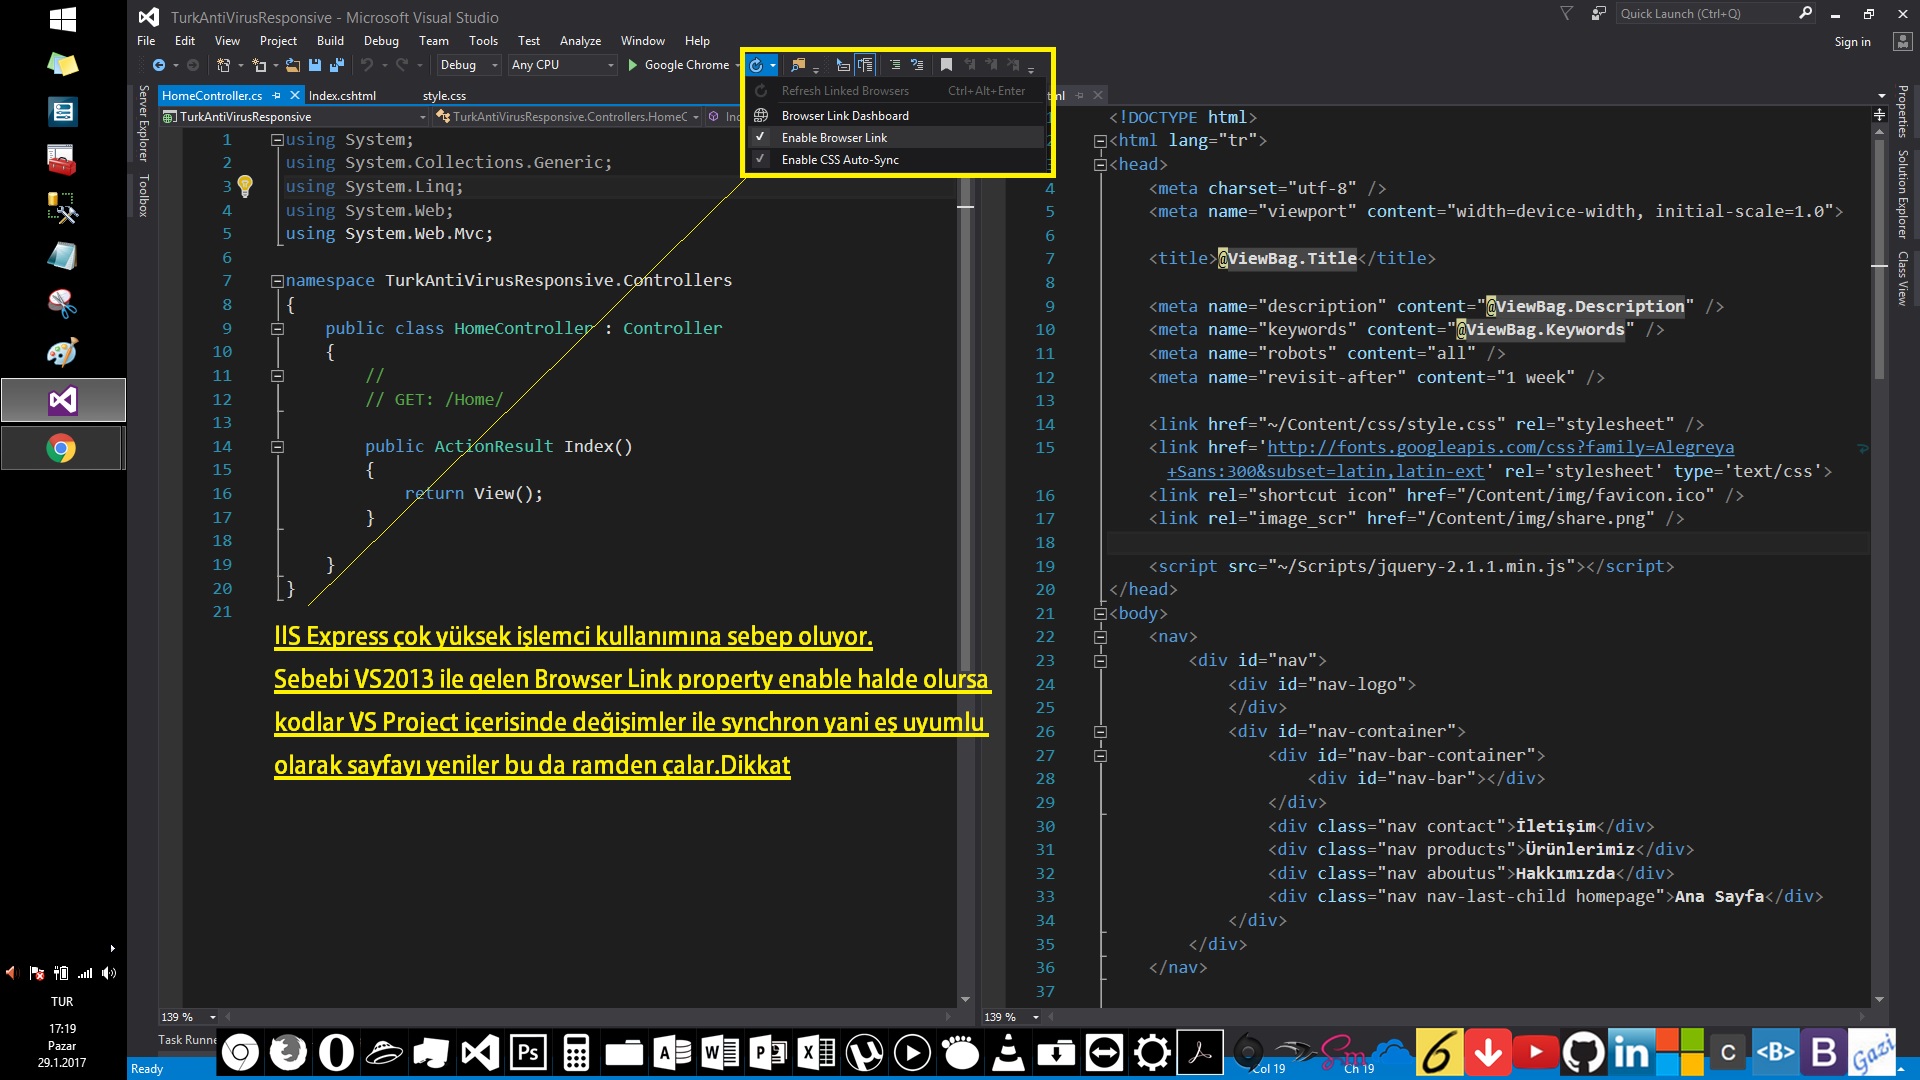 TurkAntiVirusResponsive - Microsoft Visual Studio
Quick Launch (Ctrl+Q)
File Edit View Project Build Debug Team Tools Test Analyze Window Help
Sign in
Debug Any CPU Google Chrome
HomeController.cs Index.cshtml style.css
TurkAntiVirusResponsive TurkAntiVirusResponsive.Controllers.HomeC
Refresh Linked Browsers Ctrl+Alt+Enter
Browser Link Dashboard
Enable Browser Link
Enable CSS Auto-Sync
Server Explorer
Toolbox
1 using System;
2 using System.Collections.Generic;
3 using System.Linq;
4 using System.Web;
5 using System.Web.Mvc;
6
7 namespace TurkAntiVirusResponsive.Controllers
8 {
9 public class HomeController : Controller
10 {
11 //
12 // GET: /Home/
13
14 public ActionResult Index()
15 {
16 return View();
17 }
18
19 }
20 }
21
IIS Express çok yüksek işlemci kullanımına sebep oluyor.
Sebebi VS2013 ile gelen Browser Link property enable halde olursa
kodlar VS Project içerisinde değişimler ile synchron yani eş uyumlu
olarak sayfayı yeniler bu da ramden çalar.Dikkat
139 %
<!DOCTYPE html>
<html lang="tr">
<head>
4 <meta charset="utf-8" />
5 <meta name="viewport" content="width=device-width, initial-scale=1.0">
6
7 <title>@ViewBag.Title</title>
8
9 <meta name="description" content="@ViewBag.Description" />
10 <meta name="keywords" content="@ViewBag.Keywords" />
11 <meta name="robots" content="all" />
12 <meta name="revisit-after" content="1 week" />
13
14 <link href="~/Content/css/style.css" rel="stylesheet" />
15 <link href='http://fonts.googleapis.com/css?family=Alegreya
+Sans:300&subset=latin,latin-ext' rel='stylesheet' type='text/css'>
16 <link rel="shortcut icon" href="/Content/img/favicon.ico" />
17 <link rel="image_scr" href="/Content/img/share.png" />
18
19 <script src="~/Scripts/jquery-2.1.1.min.js"></script>
20 </head>
21 <body>
22 <nav>
23 <div id="nav">
24 <div id="nav-logo">
25 </div>
26 <div id="nav-container">
27 <div id="nav-bar-container">
28 <div id="nav-bar"></div>
29 </div>
30 <div class="nav contact">İletişim</div>
31 <div class="nav products">Ürünlerimiz</div>
32 <div class="nav aboutus">Hakkımızda</div>
33 <div class="nav nav-last-child homepage">Ana Sayfa</div>
34 </div>
35 </div>
36 </nav>
37
139 %
Properties
Solution Explorer
Class View
TUR
17:19
Pazar
29.1.2017
Task Runne
Ready
Col 19 Ch 19
Ps
Sm
6
in
C
<B>
B
Gazi